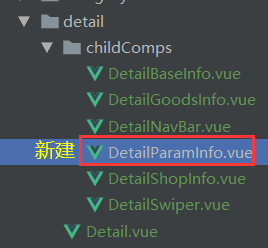 detail
childComps
DetailBaseInfo.vue
DetailGoodsInfo.vue
DetailNavBar.vue
新建 DetailParamInfo.vue
DetailShopInfo.vue
DetailSwiper.vue
Detail.vue